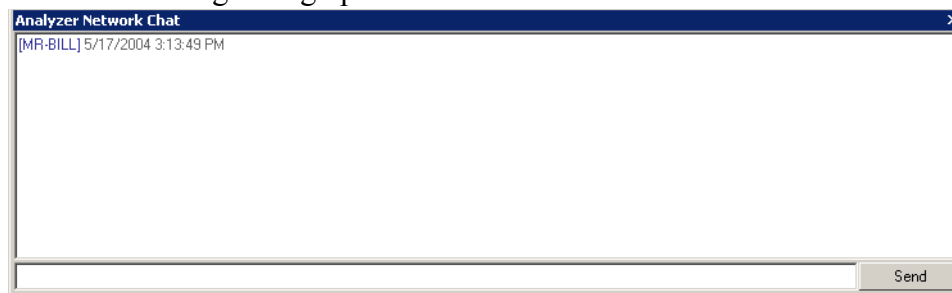 Analyzer Network Chat
[MR-BILL] 5/17/2004 3:13:49 PM
Send